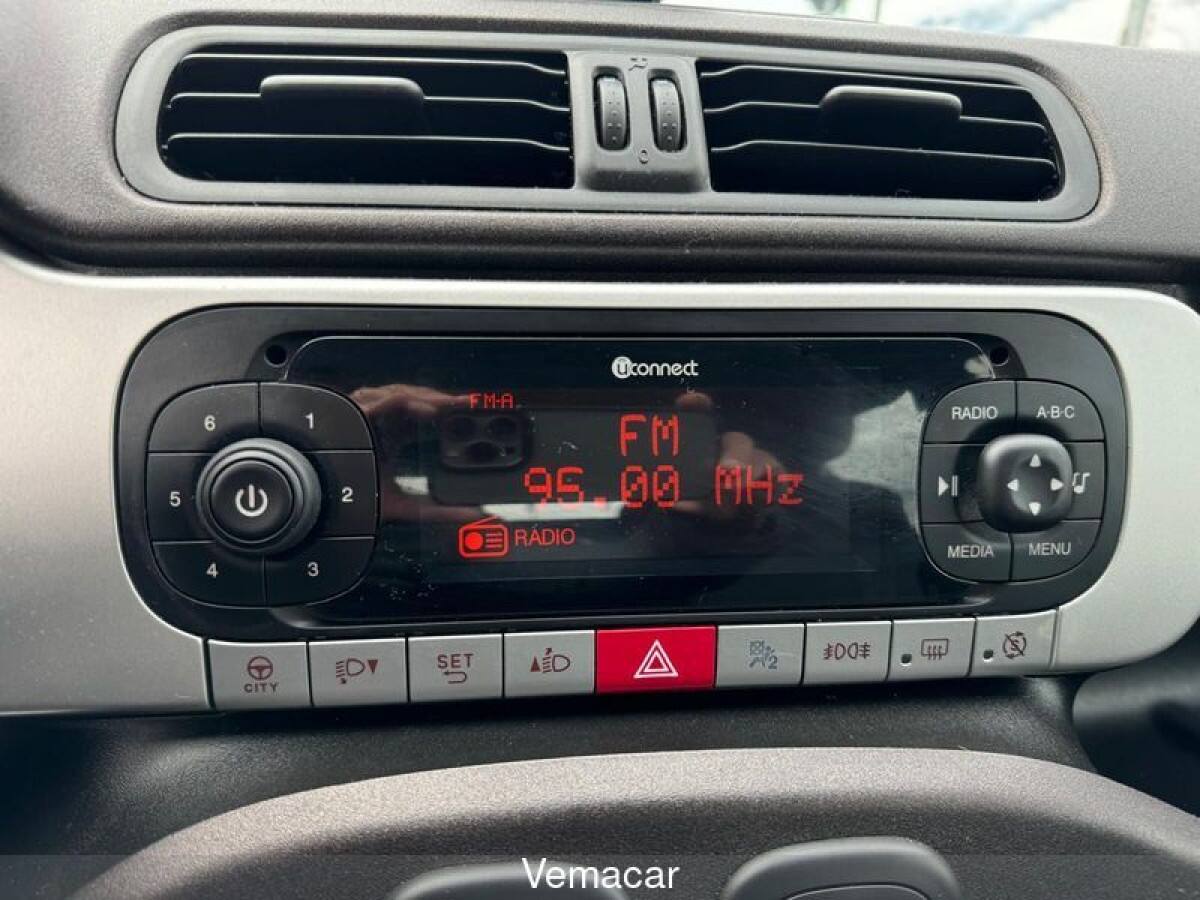 uconnect
FM-A
FM
95.00 MHz
RADIO
6
1
5
2
4
3
RADIO
A-B-C
MEDIA
MENU
CITY
SET
2
S
Vemacar